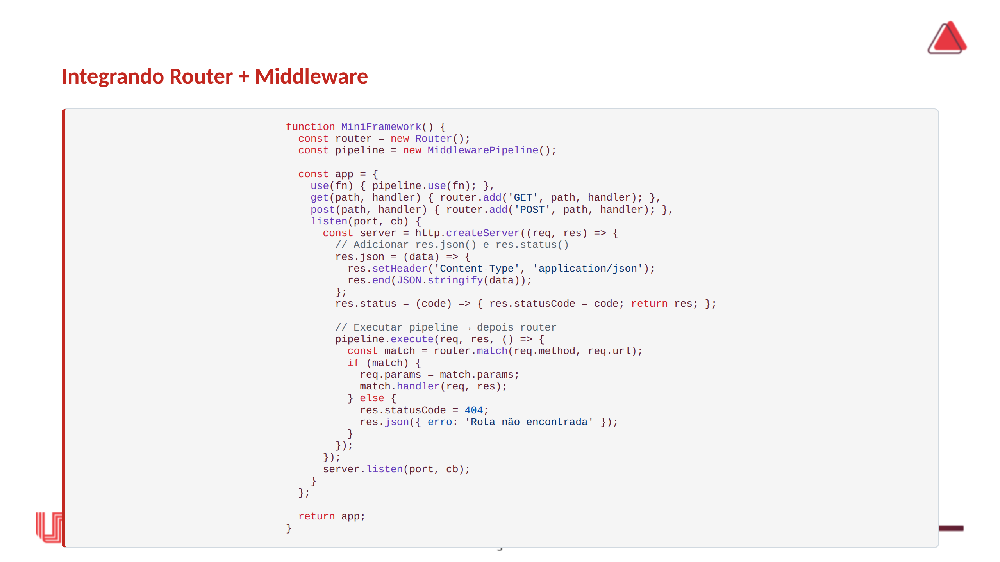 Integrando Router + Middleware
function MiniFramework() {
  const router = new Router();
  const pipeline = new MiddlewarePipeline();

  const app = {
    use(fn) { pipeline.use(fn); },
    get(path, handler) { router.add('GET', path, handler); },
    post(path, handler) { router.add('POST', path, handler); },
    listen(port, cb) {
      const server = http.createServer((req, res) => {
        // Adicionar res.json() e res.status()
        res.json = (data) => {
          res.setHeader('Content-Type', 'application/json');
          res.end(JSON.stringify(data));
        };
        res.status = (code) => { res.statusCode = code; return res; };

        // Executar pipeline → depois router
        pipeline.execute(req, res, () => {
          const match = router.match(req.method, req.url);
          if (match) {
            req.params = match.params;
            match.handler(req, res);
          } else {
            res.statusCode = 404;
            res.json({ erro: 'Rota não encontrada' });
          }
        });
      });
      server.listen(port, cb);
    }
  };

  return app;
}